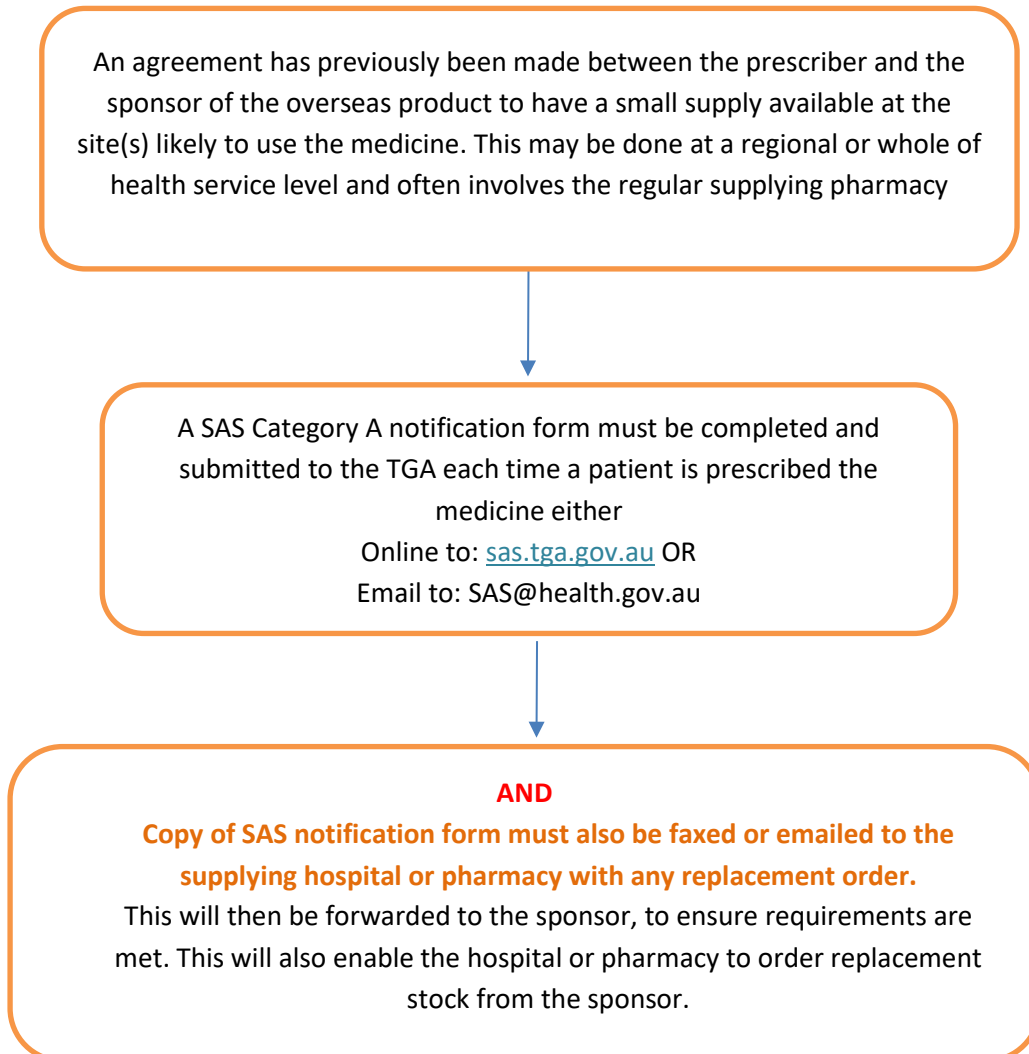 An agreement has previously been made between the prescriber and the
sponsor of the overseas product to have a small supply available at the
site(s) likely to use the medicine. This may be done at a regional or whole of
health service level and often involves the regular supplying pharmacy
A SAS Category A notification form must be completed and
submitted to the TGA each time a patient is prescribed the
medicine either
Online to: sas.tga.gov.au OR
Email to: SAS@health.gov.au
AND
Copy of SAS notification form must also be faxed or emailed to the
supplying hospital or pharmacy with any replacement order.
This will then be forwarded to the sponsor, to ensure requirements are
met. This will also enable the hospital or pharmacy to order replacement
stock from the sponsor.